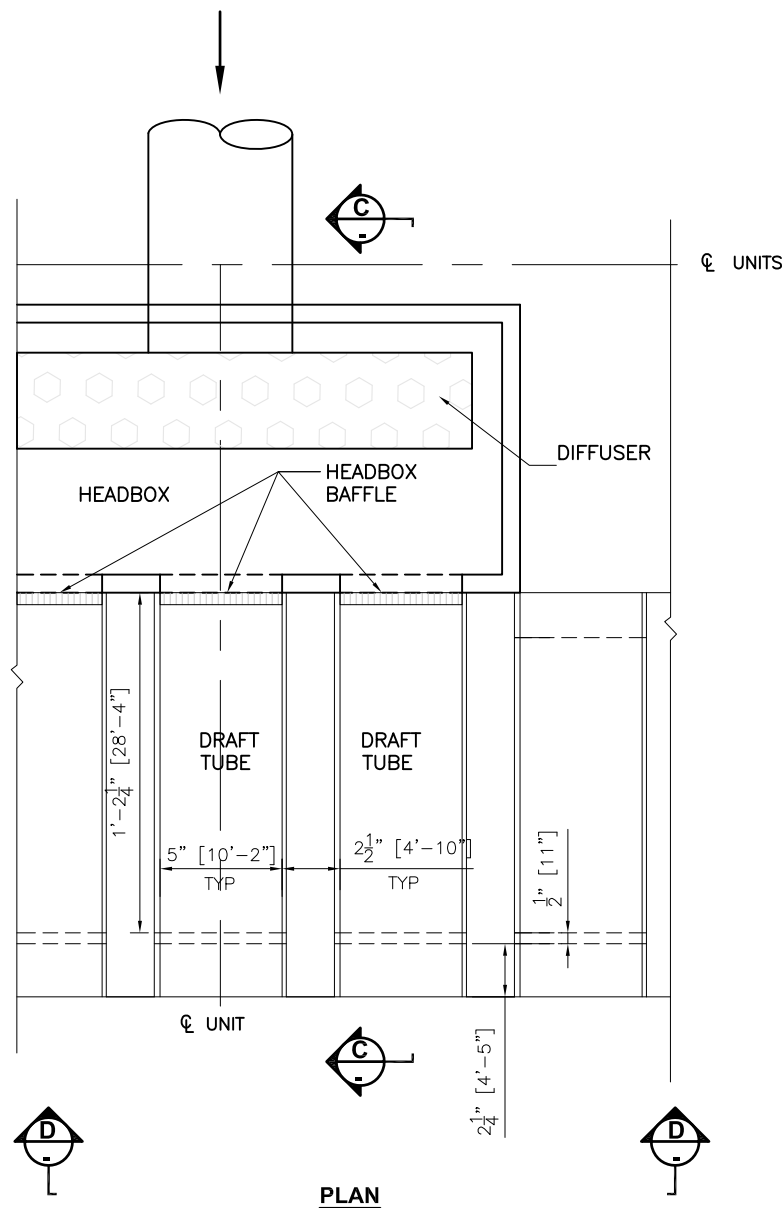 C
-
℄ UNITS
DIFFUSER
HEADBOX
HEADBOX
BAFFLE
DRAFT
TUBE
DRAFT
TUBE
1'-2¼" [28'-4"]
5" [10'-2"]
TYP
2½" [4'-10"]
TYP
½" [11"]
℄ UNIT
C
-
2¼" [4'-5"]
D
-
D
-
PLAN